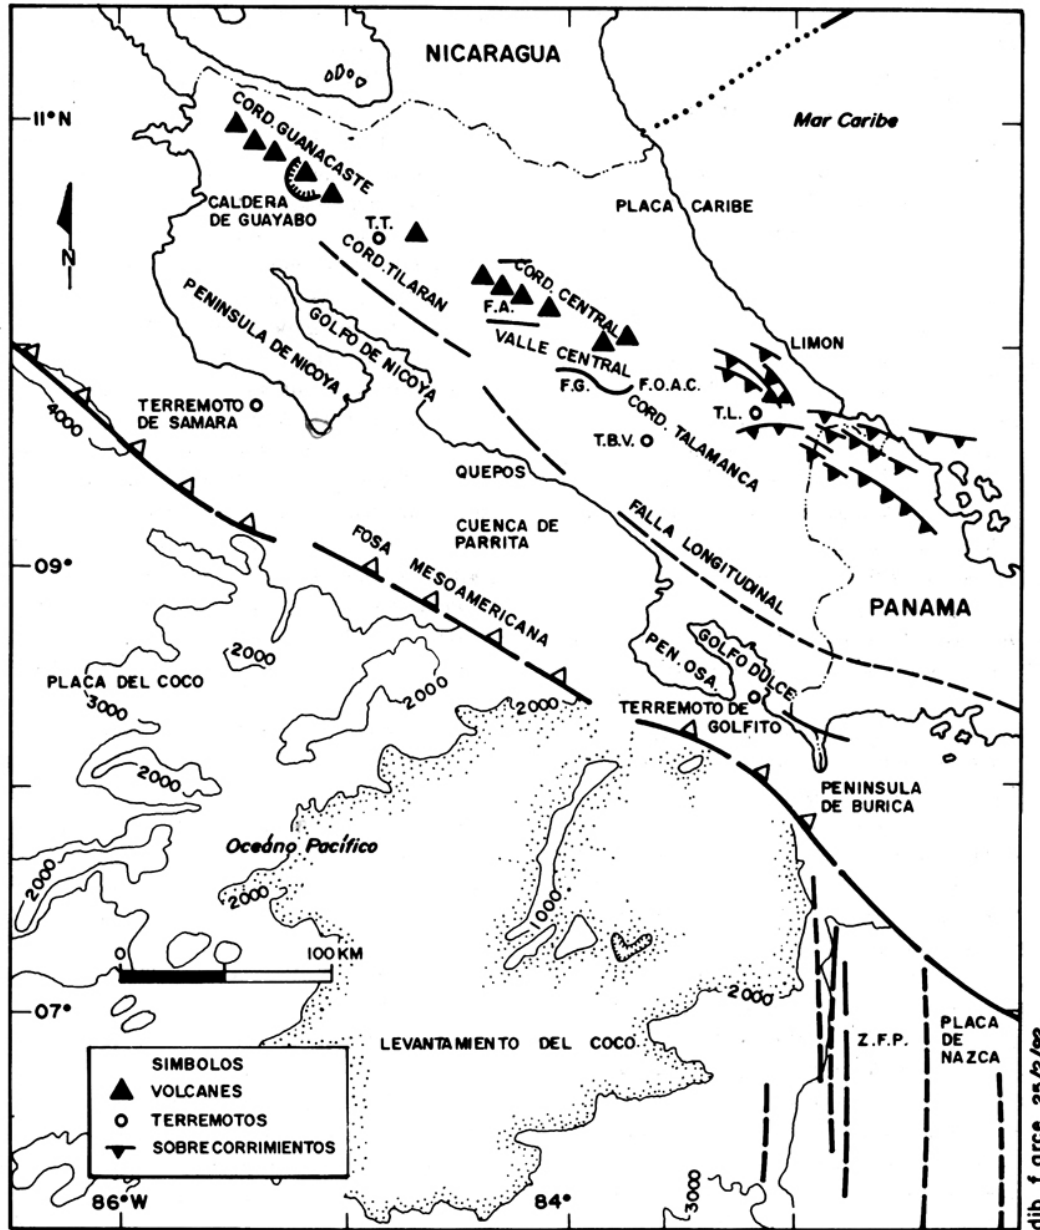 NICARAGUA
11°N
Mar Caribe
CORD. GUANACASTE
PLACA CARIBE
CALDERA
DE GUAYABO
T.T.
N
CORD. TILARAN
CORD. CENTRAL
PENINSULA DE NICOYA
GOLFO DE NICOYA
F.A.
VALLE CENTRAL
LIMON
F.G.
F.O.A.C.
4000
TERREMOTO
DE SAMARA
T.L.
CORD. TALAMANCA
T.B.V.
QUEPOS
CUENCA DE
PARRITA
FALLA LONGITUDINAL
FOSA MESOAMERICANA
09°
PANAMA
2000
PLACA DEL COCO
GOLFO DULCE
PEN. OSA.
3000
2000
2000
TERREMOTO DE
GOLFITO
2000
PENINSULA
DE BURICA
Oceáno Pacífico
2000
2000
1000
0
100 KM
2000
07°
LEVANTAMIENTO DEL COCO
Z.F.P.
PLACA
DE
NAZCA
SIMBOLOS
VOLCANES
TERREMOTOS
SOBRECORRIMIENTOS
86°W
84°
3000
dib. f. arce